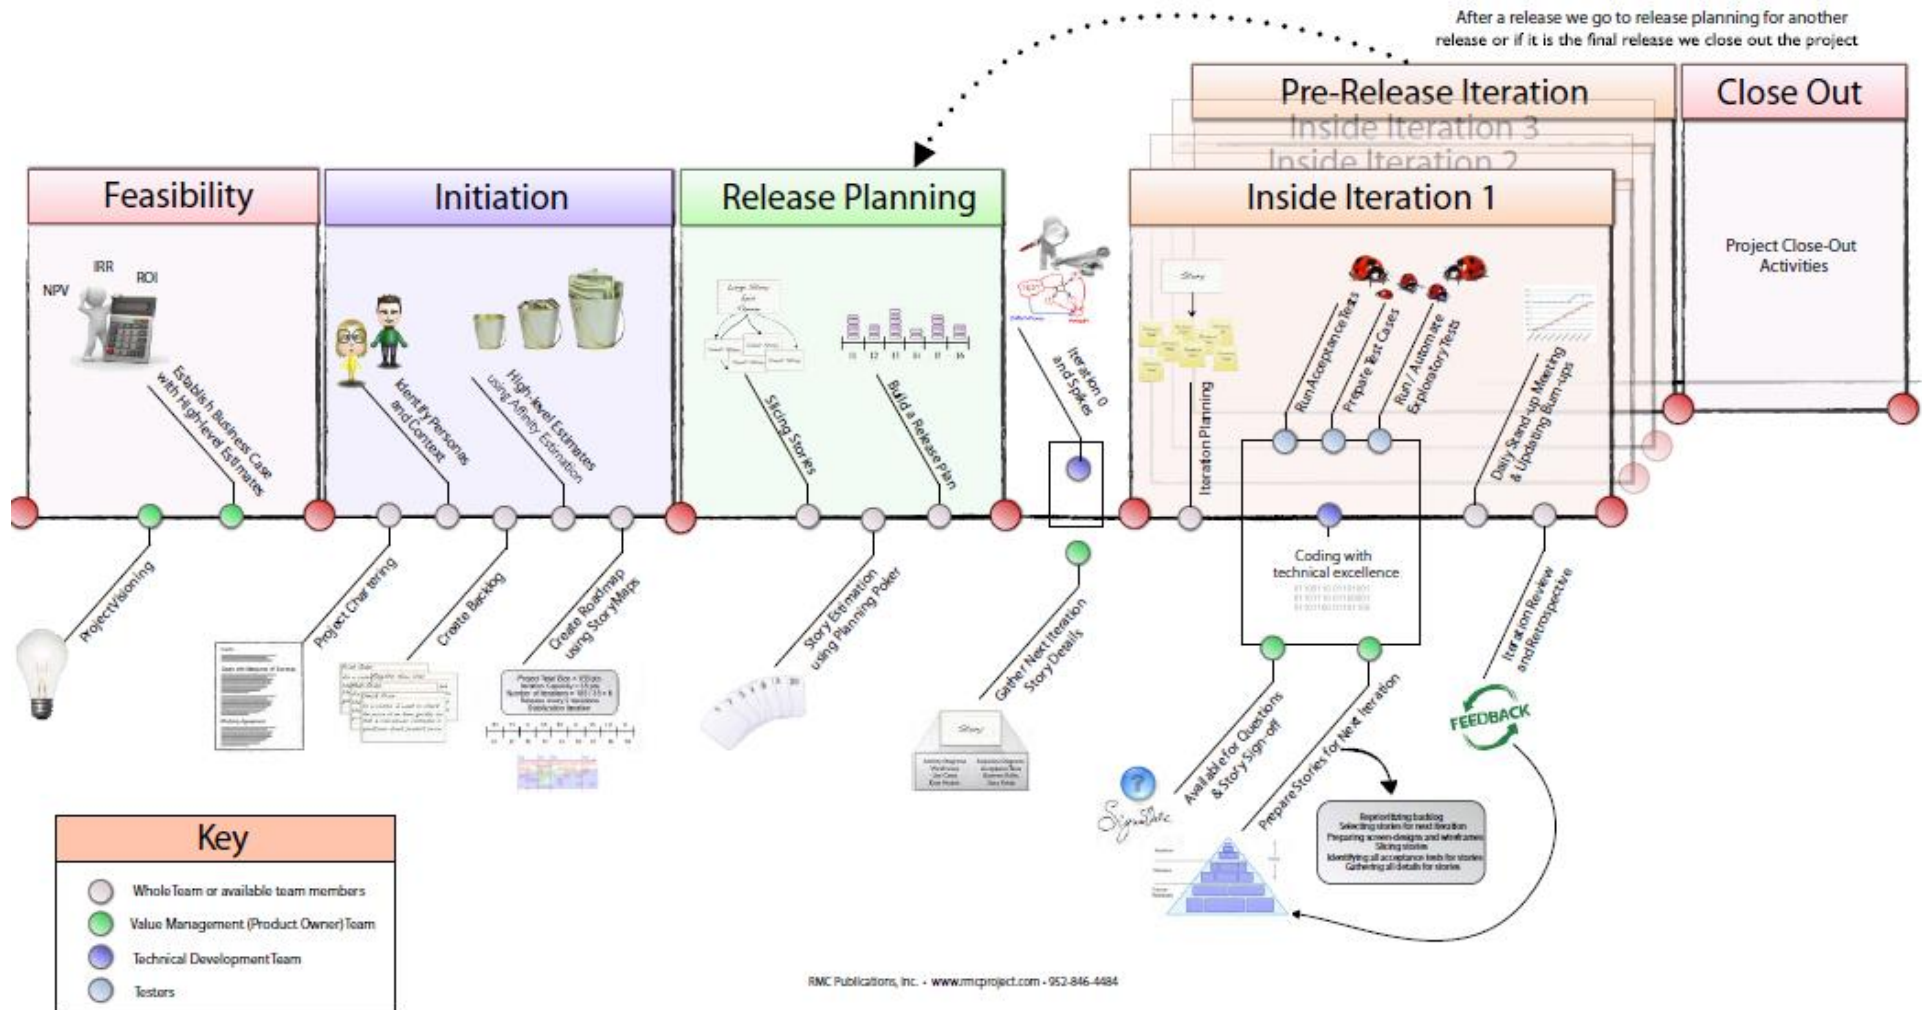 After a release we go to release planning for another
release or if it is the final release we close out the project
Pre-Release Iteration
Close Out
Inside Iteration 3
Inside Iteration 2
Feasibility
Initiation
Release Planning
Inside Iteration 1
NPV
IRR
ROI
Establish Business Case
with High-level Estimates
Project Visioning
Identify Personas
and Context
High-level Estimates
using Affinity Estimation
Project Chartering
Create Backlog
Create Roadmap
using Story Maps
Slicing Stories
Build a Release Plan
Story Estimation
using Planning Poker
Iteration 0
and Spikes
Gather Next Iteration
Story Details
Story
Story
Iteration Planning
Run Acceptance Tests
Prepare Test Cases
Run / Automate
Exploratory Tests
Daily Stand-up Meeting
& Updating Burn-ups
Project Close-Out
Activities
Coding with
technical excellence
Iteration Review
and Retrospective
FEEDBACK
Available for Questions
& Story Sign-off
?
Signature
Prepare Stories for Next Iteration
Reprioritizing backlog
Selecting stories for next iteration
Preparing screen-designs and wireframes
Slicing stories
Identifying all acceptance tests for stories
Gathering all details for stories
Key
Whole Team or available team members
Value Management (Product Owner) Team
Technical Development Team
Testers
RMC Publications, Inc. • www.rmcproject.com • 952-846-4484